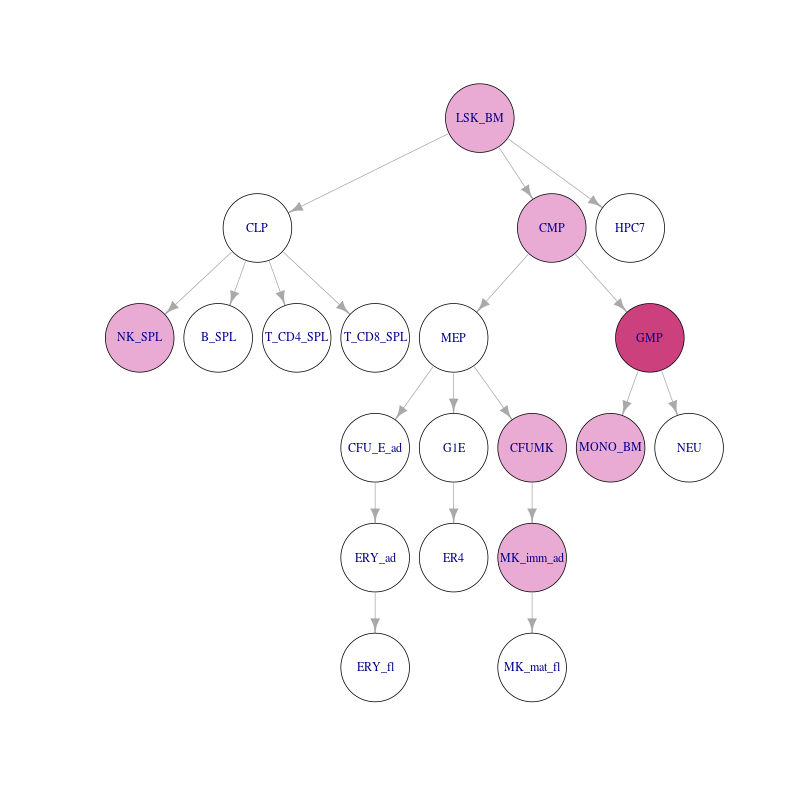 LSK_BM
CLP
CMP
HPC7
NK_SPL
B_SPL
T_CD4_SPL
T_CD8_SPL
MEP
GMP
CFU_E_ad
G1E
CFUMK
MONO_BM
NEU
ERY_ad
ER4
MK_imm_ad
ERY_fl
MK_mat_fl